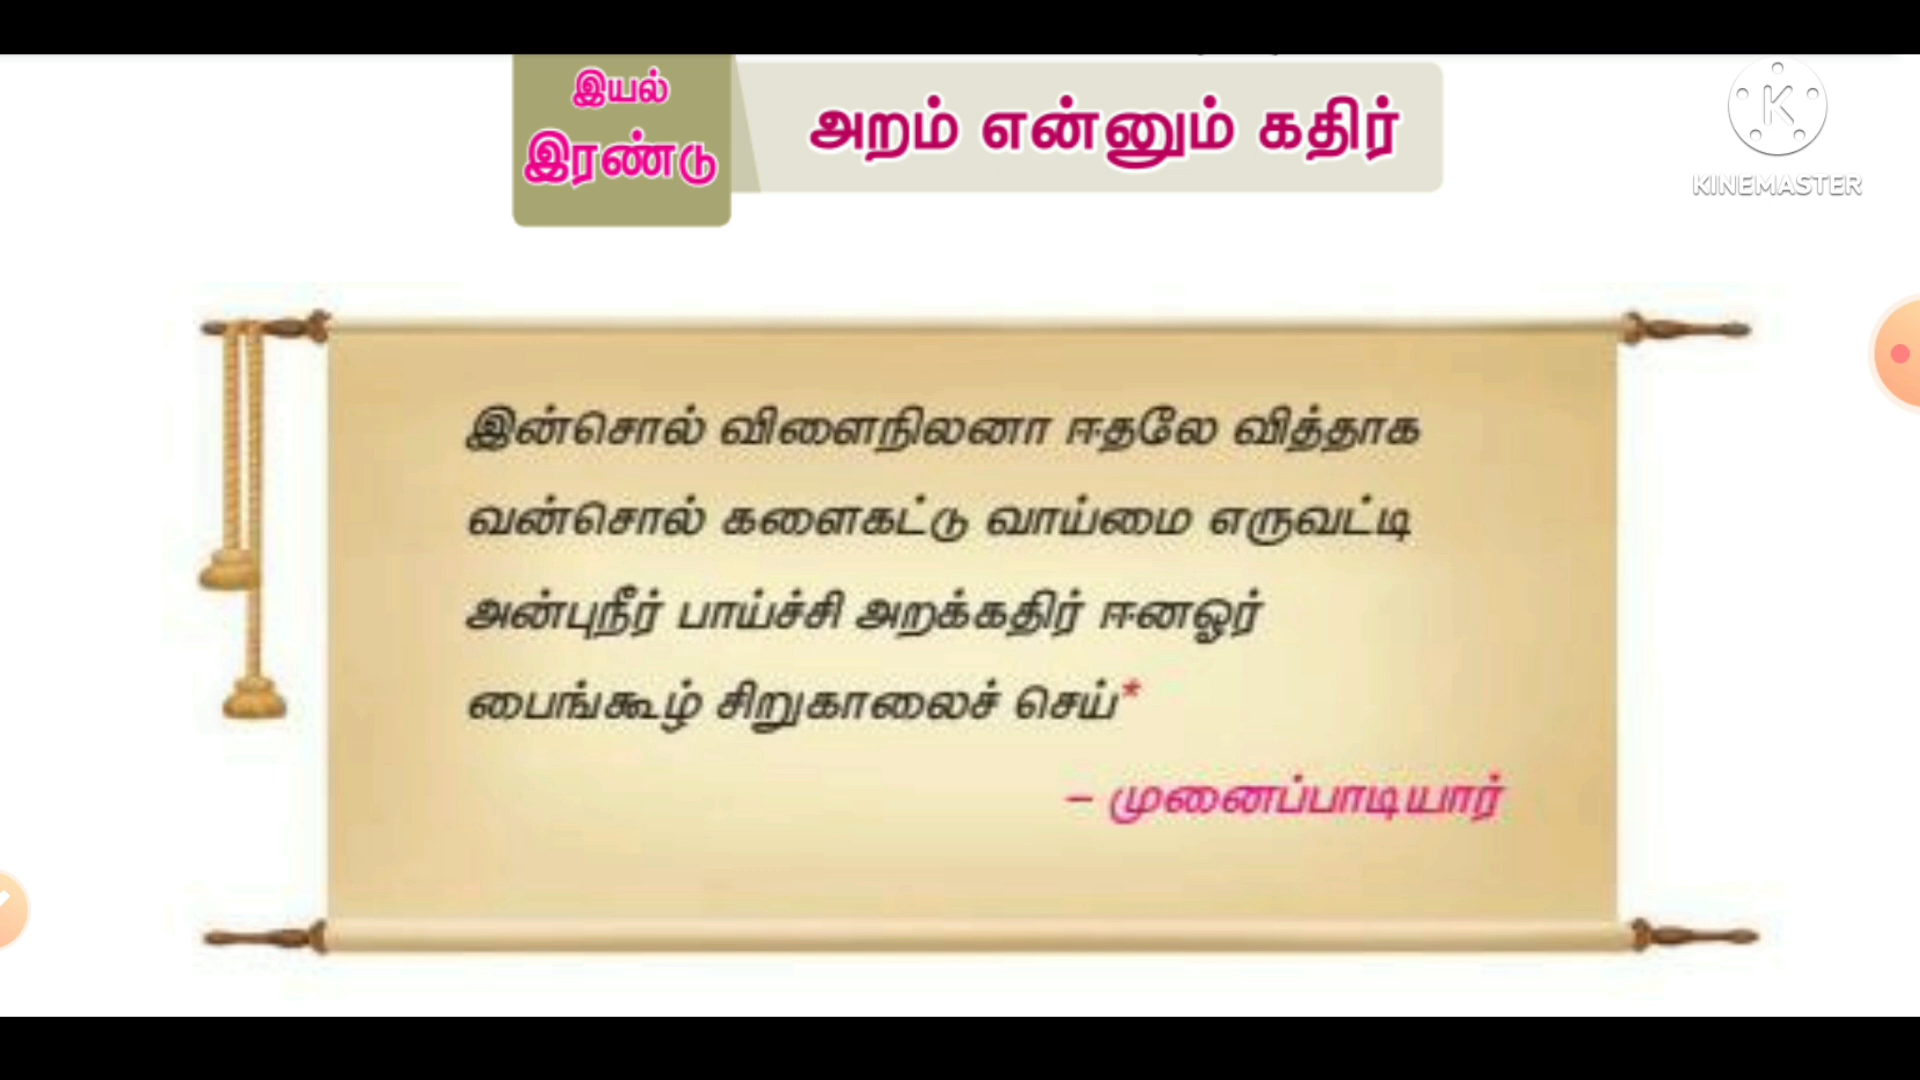 இயல்
இரண்டு
அறம் என்னும் கதிர்
KINEMASTER
இன்சொல் விளைநிலனா ஈதலே வித்தாக
வன்சொல் களைகட்டு வாய்மை எருவட்டி
அன்புநீர் பாய்ச்சி அறக்கதிர் ஈனஓர்
பைங்கூழ் சிறுகாலைச் செய்*
– முனைப்பாடியார்